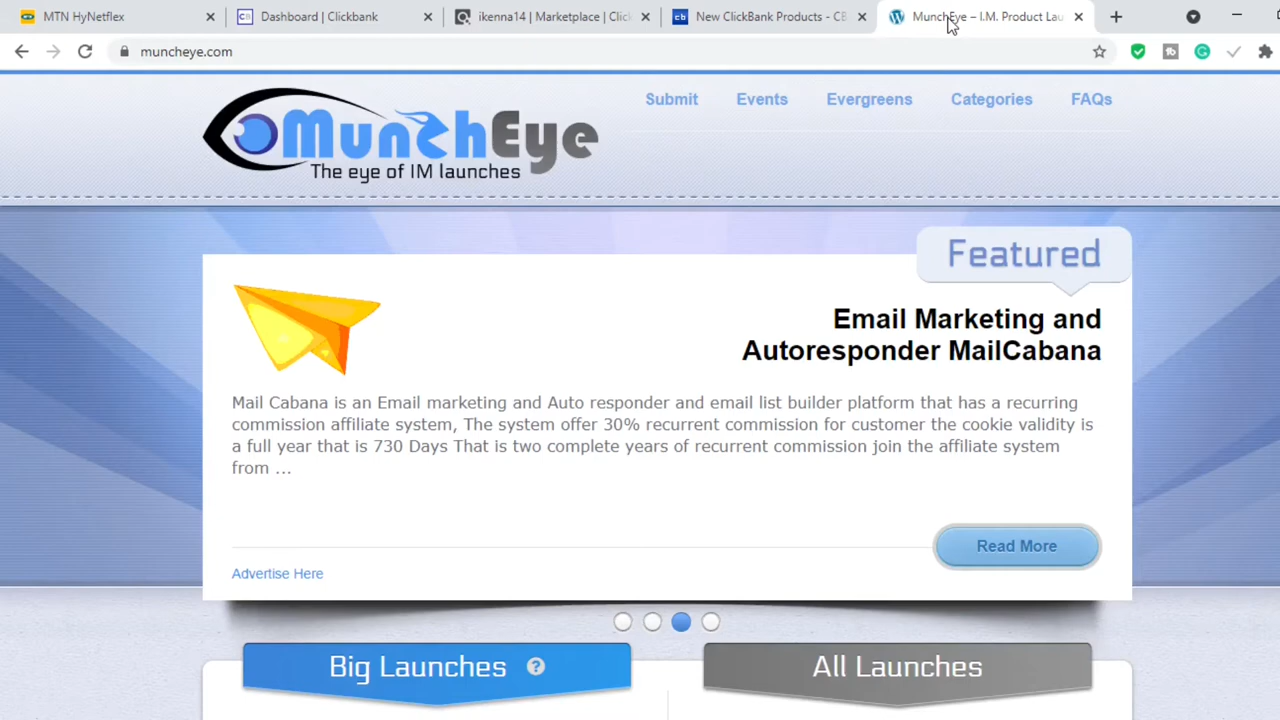 MTN HyNetflex
Dashboard | Clickbank
ikenna14 | Marketplace | Click
New ClickBank Products - CB
MunchEye – I.M. Product Lau
muncheye.com
Submit
Events
Evergreens
Categories
FAQs
MunchEye
The eye of IM launches
Featured
Email Marketing and
Autoresponder MailCabana
Mail Cabana is an Email marketing and Auto responder and email list builder platform that has a recurring
commission affiliate system, The system offer 30% recurrent commission for customer the cookie validity is
a full year that is 730 Days That is two complete years of recurrent commission join the affiliate system
from ...
Read More
Advertise Here
Big Launches ?
All Launches